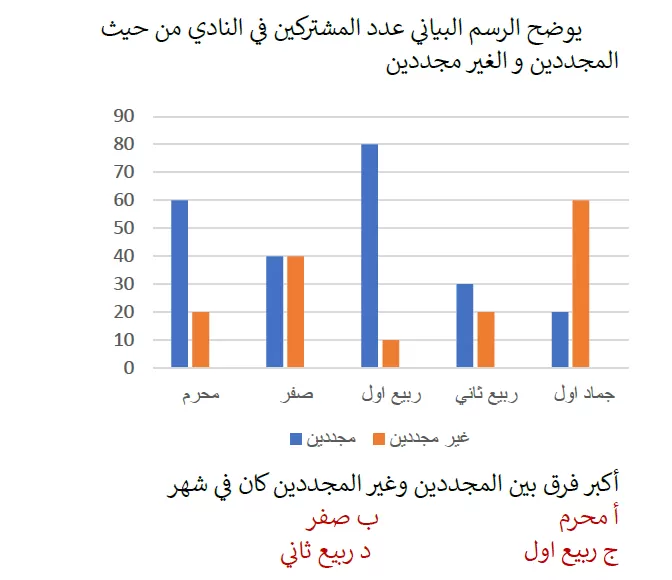 يوضح الرسم البياني عدد المشتركين في النادي من حيث
المجددين و الغير مجددين
90
80
70
60
50
40
30
20
10
0
محرم صفر ربيع اول ربيع ثاني جماد اول
مجددين غير مجددين
أكبر فرق بين المجددين وغير المجددين كان في شهر
أ محرم ب صفر
ج ربيع اول د ربيع ثاني